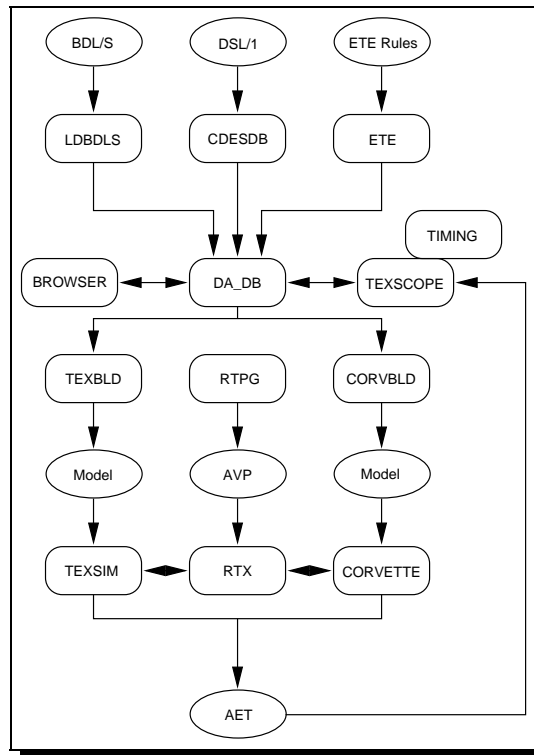 BDL/S
DSL/1
ETE Rules
LDBDLS
CDESDB
ETE
TIMING
BROWSER
DA_DB
TEXSCOPE
TEXBLD
RTPG
CORVBLD
Model
AVP
Model
TEXSIM
RTX
CORVETTE
AET